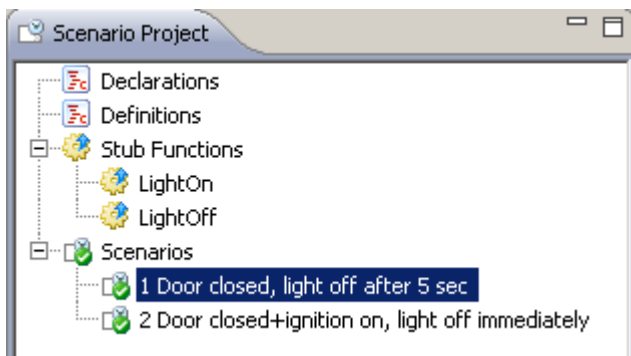 Scenario Project
Declarations
Definitions
Stub Functions
LightOn
LightOff
Scenarios
1 Door closed, light off after 5 sec
2 Door closed+ignition on, light off immediately